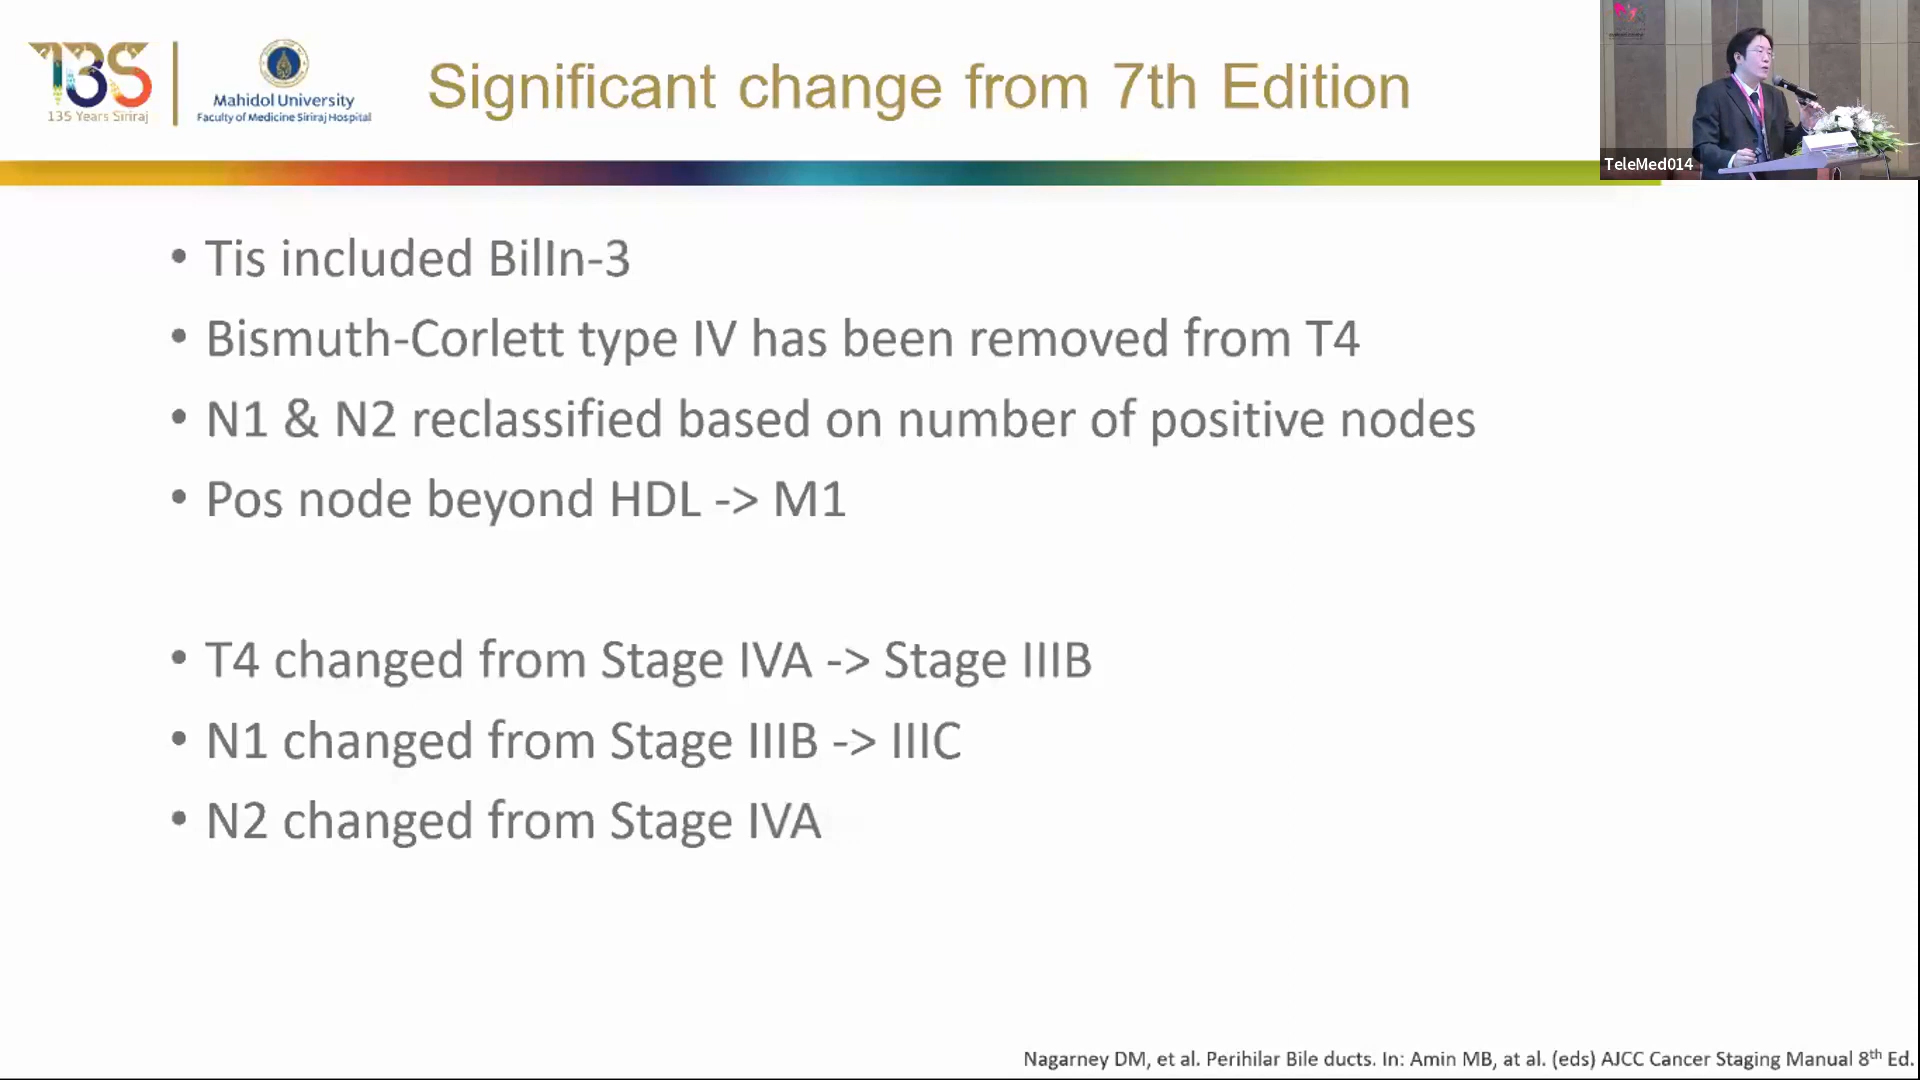 135
135 Years Siriraj
Mahidol University
Faculty of Medicine Siriraj Hospital
Significant change from 7th Edition
TeleMed014
• Tis included BilIn-3
• Bismuth-Corlett type IV has been removed from T4
• N1 & N2 reclassified based on number of positive nodes
• Pos node beyond HDL -> M1
• T4 changed from Stage IVA -> Stage IIIB
• N1 changed from Stage IIIB -> IIIC
• N2 changed from Stage IVA
Nagarney DM, et al. Perihilar Bile ducts. In: Amin MB, at al. (eds) AJCC Cancer Staging Manual 8th Ed.